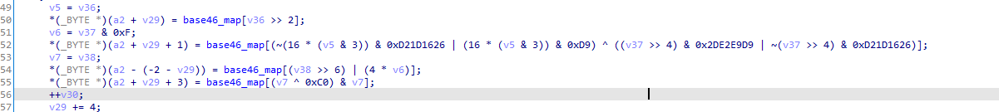 49 v5 = v36;
50 *(_BYTE *)(a2 + v29) = base46_map[v36 >> 2];
51 v6 = v37 & 0xF;
52 *(_BYTE *)(a2 + v29 + 1) = base46_map[(~(16 * (v5 & 3)) & 0xD21D1626 | (16 * (v5 & 3)) & 0xD9) ^ ((v37 >> 4) & 0x2DE2E9D9 | ~(v37 >> 4) & 0xD21D1626)];
53 v7 = v38;
54 *(_BYTE *)(a2 - (-2 - v29)) = base46_map[(v38 >> 6) | (4 * v6)];
55 *(_BYTE *)(a2 + v29 + 3) = base46_map[(v7 ^ 0xC0) & v7];
56 ++v30;
57 v29 += 4;